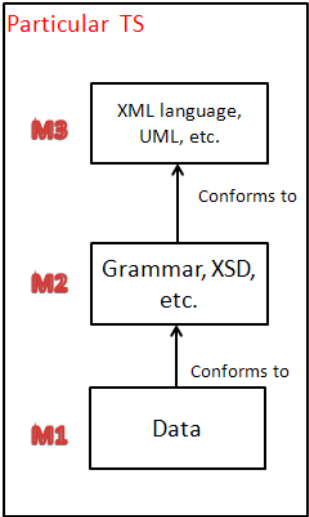 Particular TS
M3
XML language,
UML, etc.
Conforms to
M2
Grammar, XSD,
etc.
Conforms to
M1
Data